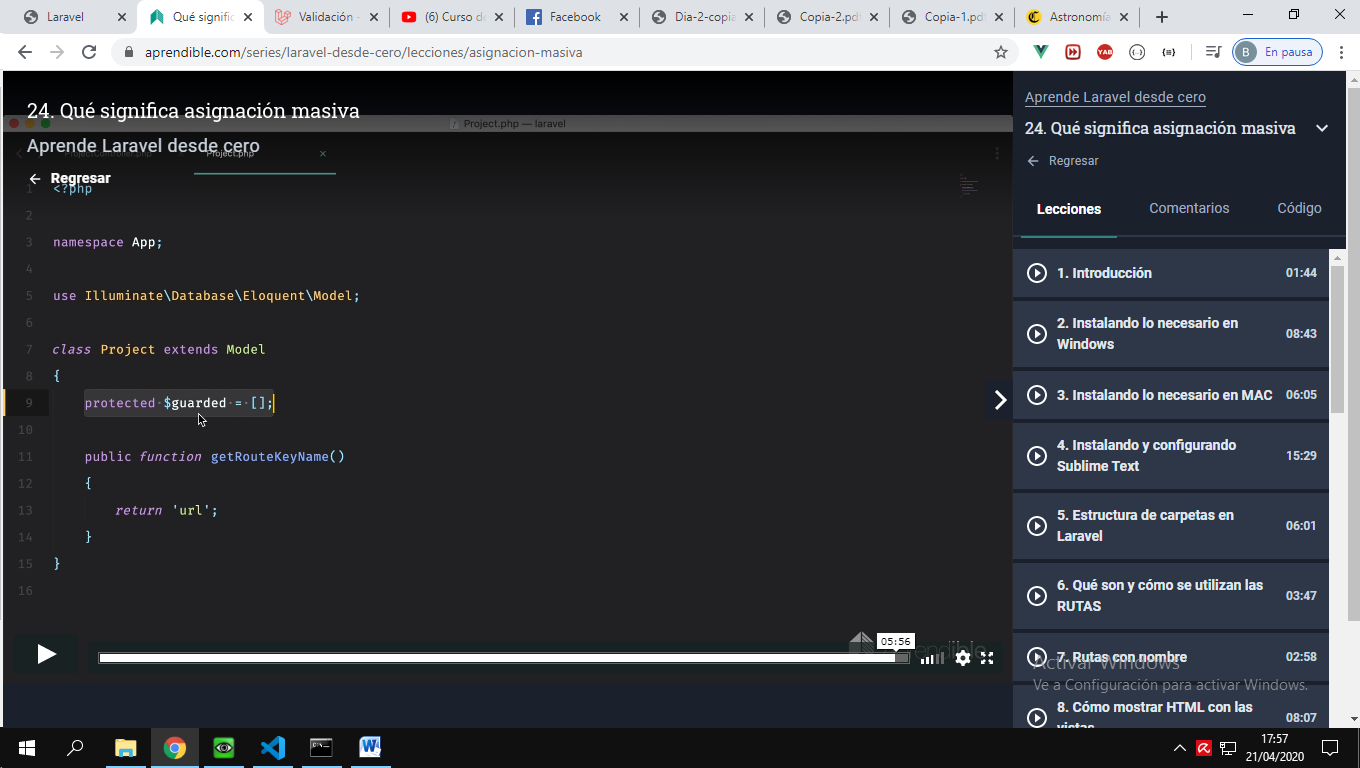 Laravel
Qué signific
Validación -
(6) Curso de
Facebook
Dia-2-copia
Copia-2.pdf
Copia-1.pdf
Astronomía
aprendible.com/series/laravel-desde-cero/lecciones/asignacion-masiva
YAB
B
En pausa
24. Qué significa asignación masiva
Project.php — laravel
Aprende Laravel desde cero
ProjectController.php
Project.php
Regresar
1 <?php
2
3 namespace App;
4
5 use Illuminate\Database\Eloquent\Model;
6
7 class Project extends Model
8 {
9 protected $guarded = [];
10
11 public function getRouteKeyName()
12 {
13 return 'url';
14 }
15 }
16
05:56
Aprende Laravel desde cero
24. Qué significa asignación masiva
Regresar
Lecciones
Comentarios
Código
1. Introducción
01:44
2. Instalando lo necesario en
Windows
08:43
3. Instalando lo necesario en MAC
06:05
4. Instalando y configurando
Sublime Text
15:29
5. Estructura de carpetas en
Laravel
06:01
6. Qué son y cómo se utilizan las
RUTAS
03:47
7. Rutas con nombre
02:58
Activar Windows
Ve a Configuración para activar Windows.
8. Cómo mostrar HTML con las
vistas
08:07
17:57
21/04/2020